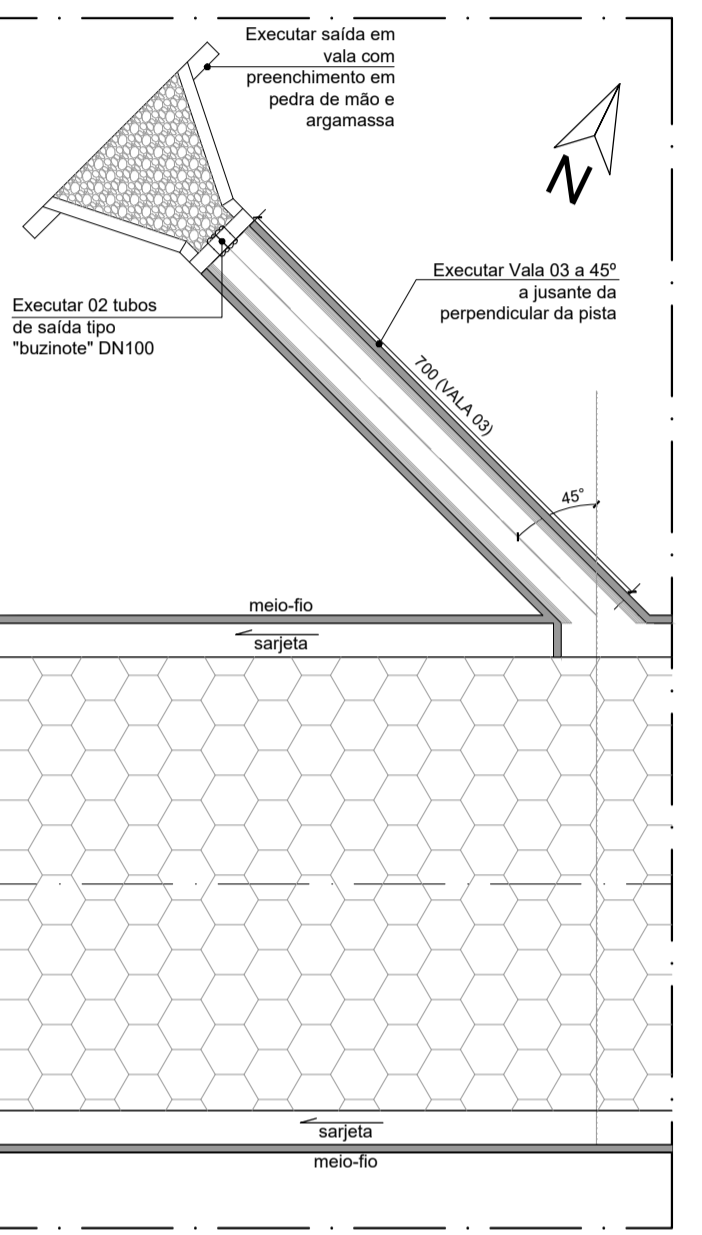 Executar saída em
vala com
preenchimento em
pedra de mão e
argamassa
N
Executar Vala 03 a 45º
a jusante da
perpendicular da pista
Executar 02 tubos
de saída tipo
"buzinote" DN100
700 (VALA 03)
45°
meio-fio
sarjeta
sarjeta
meio-fio